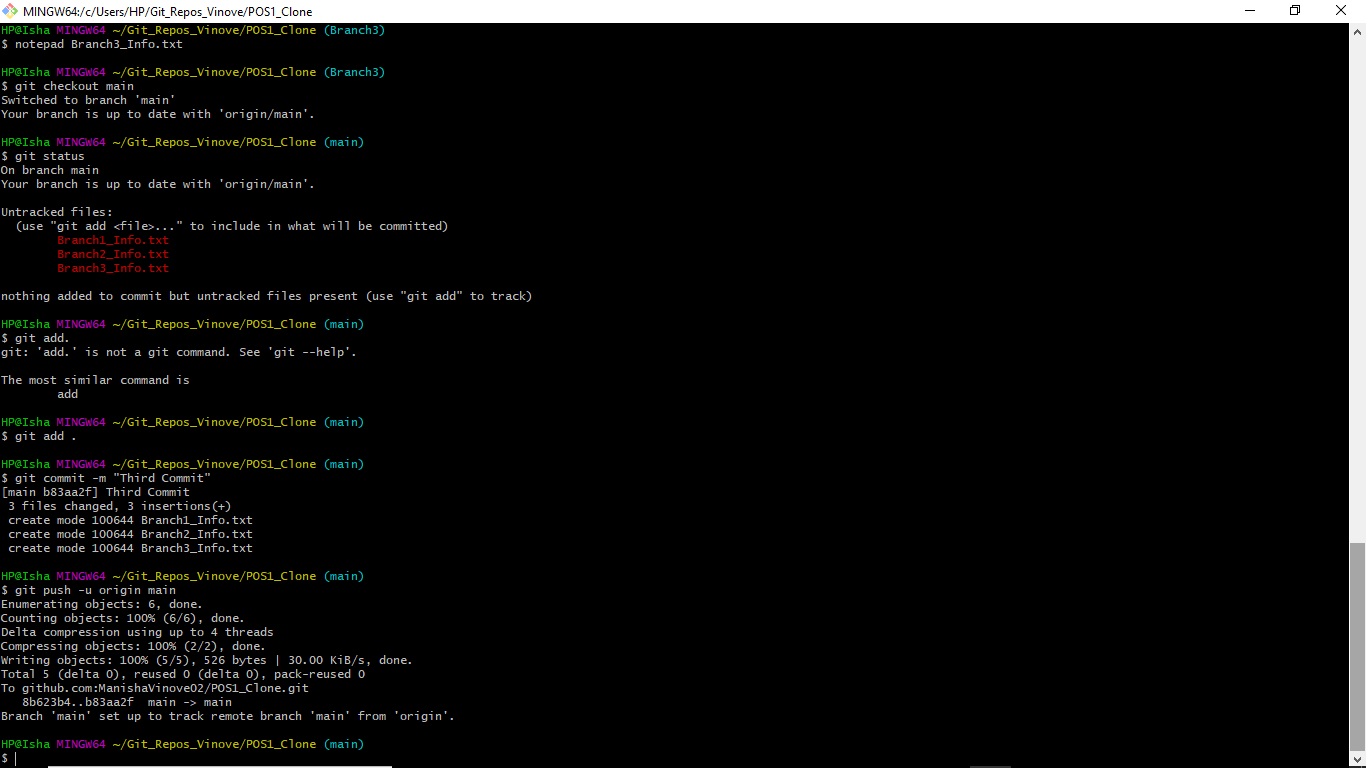 MINGW64:/c/Users/HP/Git_Repos_Vinove/POS1_Clone
HP@Isha MINGW64 ~/Git_Repos_Vinove/POS1_Clone (Branch3)
$ notepad Branch3_Info.txt
HP@Isha MINGW64 ~/Git_Repos_Vinove/POS1_Clone (Branch3)
$ git checkout main
Switched to branch 'main'
Your branch is up to date with 'origin/main'.
HP@Isha MINGW64 ~/Git_Repos_Vinove/POS1_Clone (main)
$ git status
On branch main
Your branch is up to date with 'origin/main'.
Untracked files:
  (use "git add <file>..." to include in what will be committed)
        Branch1_Info.txt
        Branch2_Info.txt
        Branch3_Info.txt
nothing added to commit but untracked files present (use "git add" to track)
HP@Isha MINGW64 ~/Git_Repos_Vinove/POS1_Clone (main)
$ git add.
git: 'add.' is not a git command. See 'git --help'.
The most similar command is
        add
HP@Isha MINGW64 ~/Git_Repos_Vinove/POS1_Clone (main)
$ git add .
HP@Isha MINGW64 ~/Git_Repos_Vinove/POS1_Clone (main)
$ git commit -m "Third Commit"
[main b83aa2f] Third Commit
 3 files changed, 3 insertions(+)
 create mode 100644 Branch1_Info.txt
 create mode 100644 Branch2_Info.txt
 create mode 100644 Branch3_Info.txt
HP@Isha MINGW64 ~/Git_Repos_Vinove/POS1_Clone (main)
$ git push -u origin main
Enumerating objects: 6, done.
Counting objects: 100% (6/6), done.
Delta compression using up to 4 threads
Compressing objects: 100% (2/2), done.
Writing objects: 100% (5/5), 526 bytes | 30.00 KiB/s, done.
Total 5 (delta 0), reused 0 (delta 0), pack-reused 0
To github.com:ManishaVinove02/POS1_Clone.git
   8b623b4..b83aa2f  main -> main
Branch 'main' set up to track remote branch 'main' from 'origin'.
HP@Isha MINGW64 ~/Git_Repos_Vinove/POS1_Clone (main)
$